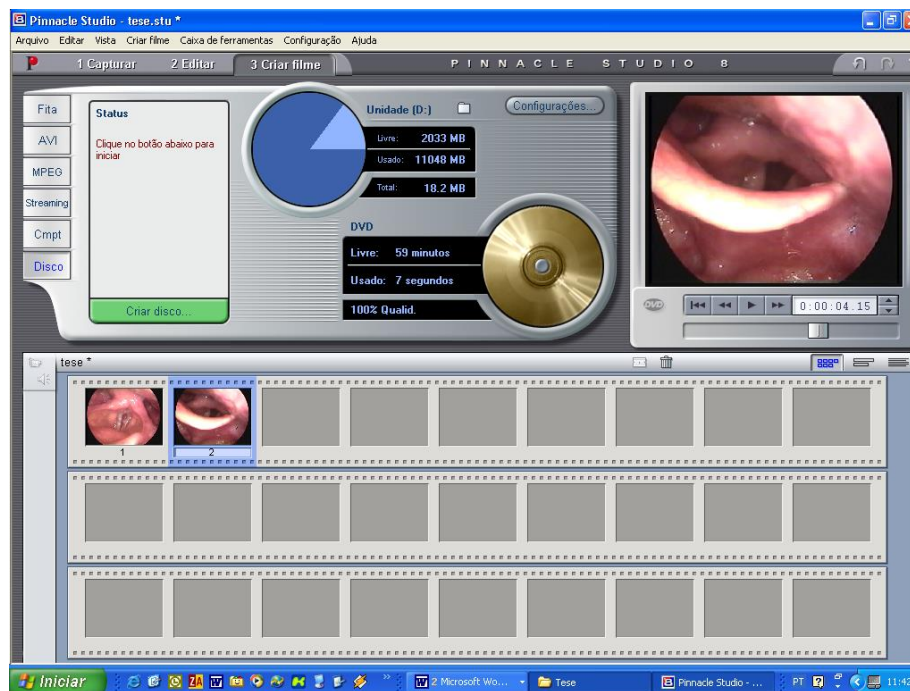 Pinnacle Studio - tese.stu *
Arquivo Editar Vista Criar filme Caixa de ferramentas Configuração Ajuda
P 1 Capturar 2 Editar 3 Criar filme PINNACLE STUDIO 8
Fita
AVI
MPEG
Streaming
Cmpt
Disco
Status
Clique no botão abaixo para
iniciar
Criar disco...
Unidade (D:)
Configurações...
Livre: 2033 MB
Usado: 11048 MB
Total: 18.2 MB
DVD
Livre: 59 minutos
Usado: 7 segundos
100% Qualid.
DVD 0:00:04.15
tese *
1 2
Iniciar 2 Microsoft Wo... Tese Pinnacle Studio - ... PT 11:42